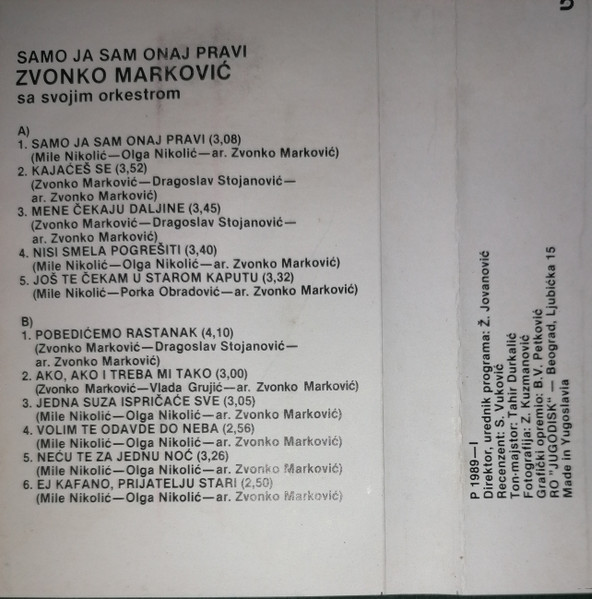 SAMO JA SAM ONAJ PRAVI
ZVONKO MARKOVIĆ
sa svojim orkestrom
A)
1. SAMO JA SAM ONAJ PRAVI (3,08)
(Mile Nikolić—Olga Nikolić—ar. Zvonko Marković)
2. KAJAĆEŠ SE (3,52)
(Zvonko Marković—Dragoslav Stojanović—
ar. Zvonko Marković)
3. MENE ČEKAJU DALJINE (3,45)
(Zvonko Marković—Dragoslav Stojanović—
ar. Zvonko Marković)
4. NISI SMELA POGREŠITI (3,40)
(Mile Nikolić—Olga Nikolić—ar. Zvonko Marković)
5. JOŠ TE ČEKAM U STAROM KAPUTU (3,32)
(Mile Nikolić—Porka Obradović—ar. Zvonko Marković)
B)
1. POBEDIĆEMO RASTANAK (4,10)
(Zvonko Marković—Dragoslav Stojanović—
ar. Zvonko Marković)
2. AKO, AKO I TREBA MI TAKO (3,00)
(Zvonko Marković—Vlada Grujić—ar. Zvonko Marković)
3. JEDNA SUZA ISPRIČAĆE SVE (3,05)
(Mile Nikolić—Olga Nikolić—ar. Zvonko Marković)
4. VOLIM TE ODAVDE DO NEBA (2,56)
(Mile Nikolić—Olga Nikolić—ar. Zvonko Marković)
5. NEĆU TE ZA JEDNU NOĆ (3,26)
(Mile Nikolić—Olga Nikolić—ar. Zvonko Marković)
6. EJ KAFANO, PRIJATELJU STARI (2,50)
(Mile Nikolić—Olga Nikolić—ar. Zvonko Marković)
P 1989—I
Direktor, urednik programa: Ž. Jovanović
Recenzent: S. Vuković
Ton-majstor: Tahir Durkalić
Fotografija: Z. Kuzmanović
Grafički opremio: B.V. Petković
RO "JUGODISK" — Beograd, Ljubička 15
Made in Yugoslavia